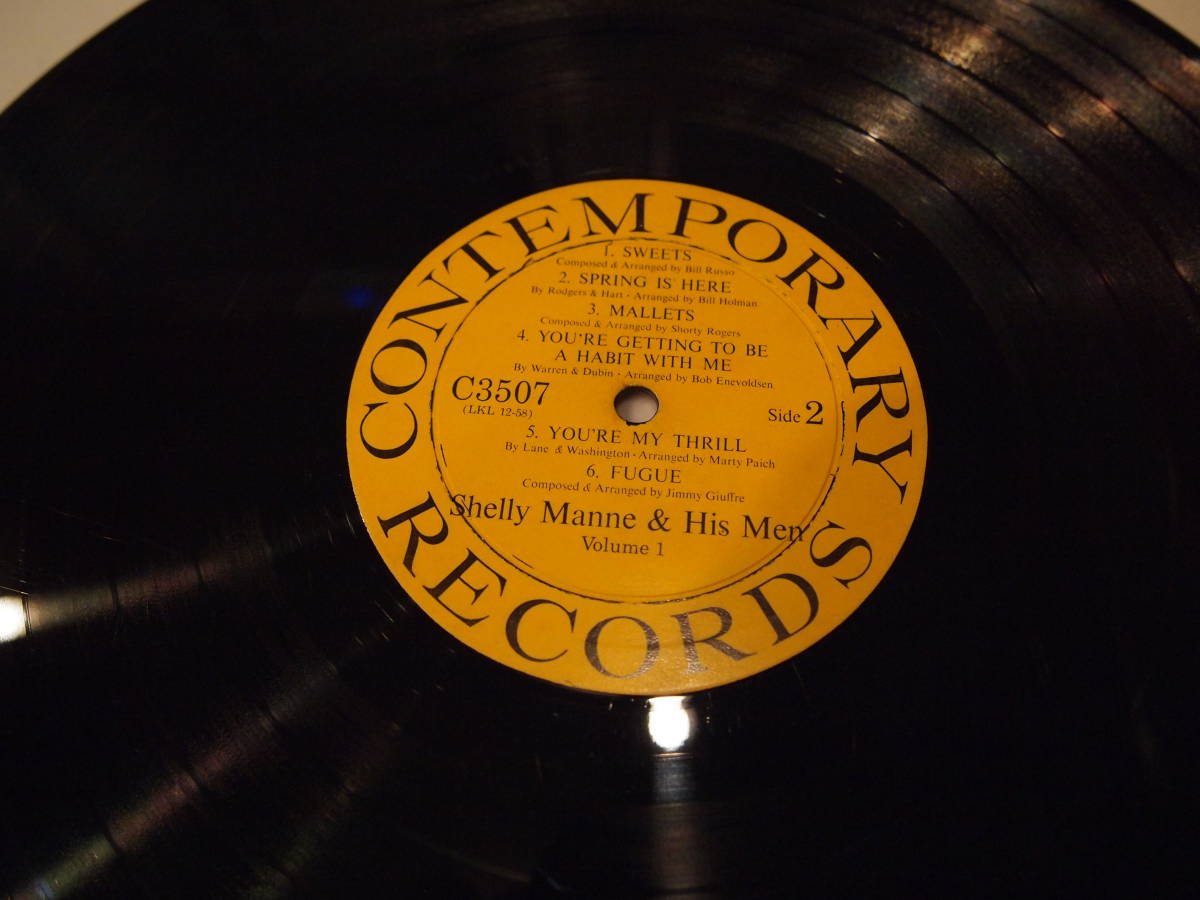 CONTEMPORARY
1. SWEETS
Composed & Arranged by Bill Russo
2. SPRING IS HERE
By Rodgers & Hart - Arranged by Bill Holman
3. MALLETS
Composed & Arranged by Shorty Rogers
4. YOU'RE GETTING TO BE
A HABIT WITH ME
By Warren & Dubin - Arranged by Bob Enevoldsen
C3507
(LKL 12-58)
Side 2
5. YOU'RE MY THRILL
By Lane & Washington - Arranged by Marty Paich
6. FUGUE
Composed & Arranged by Jimmy Giuffre
Shelly Manne & His Men
Volume 1
RECORDS